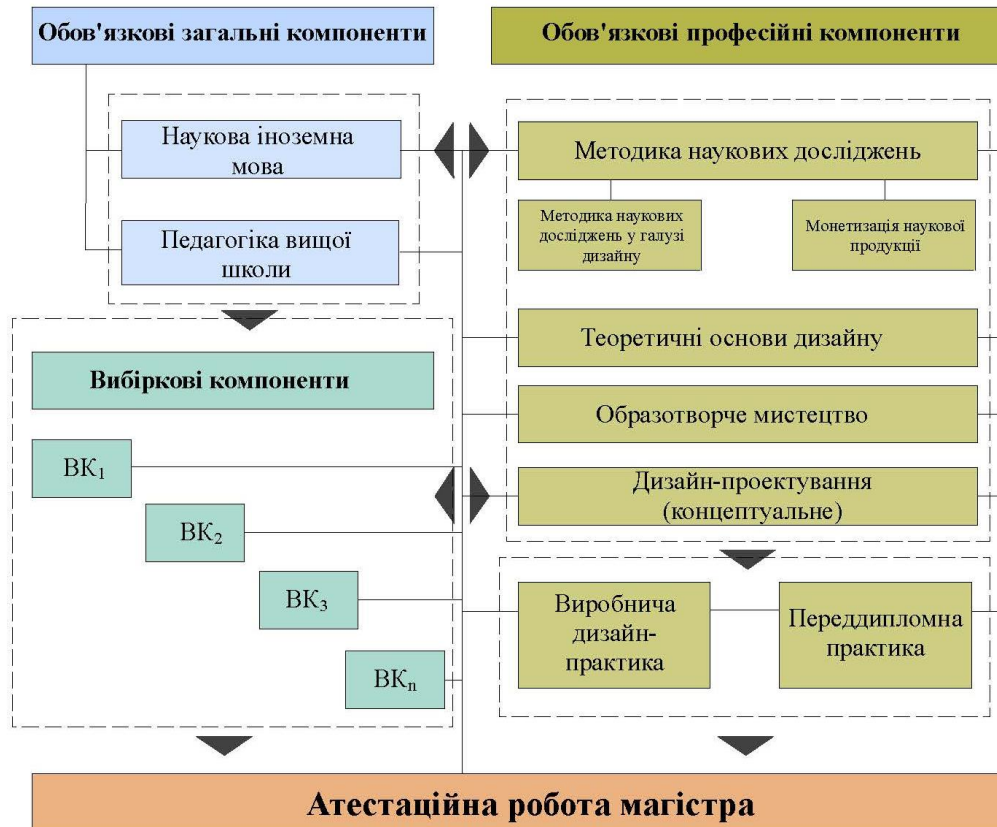 Обов'язкові загальні компоненти
Обов'язкові професійні компоненти
Наукова іноземна
мова
Педагогіка вищої
школи
Методика наукових досліджень
Методика наукових
досліджень у галузі
дизайну
Монетизація наукової
продукції
Теоретичні основи дизайну
Образотворче мистецтво
Дизайн-проектування
(концептуальне)
Вибіркові компоненти
ВК₁
ВК₂
ВК₃
ВКₙ
Виробнича
дизайн-
практика
Переддипломна
практика
Атестаційна робота магістра